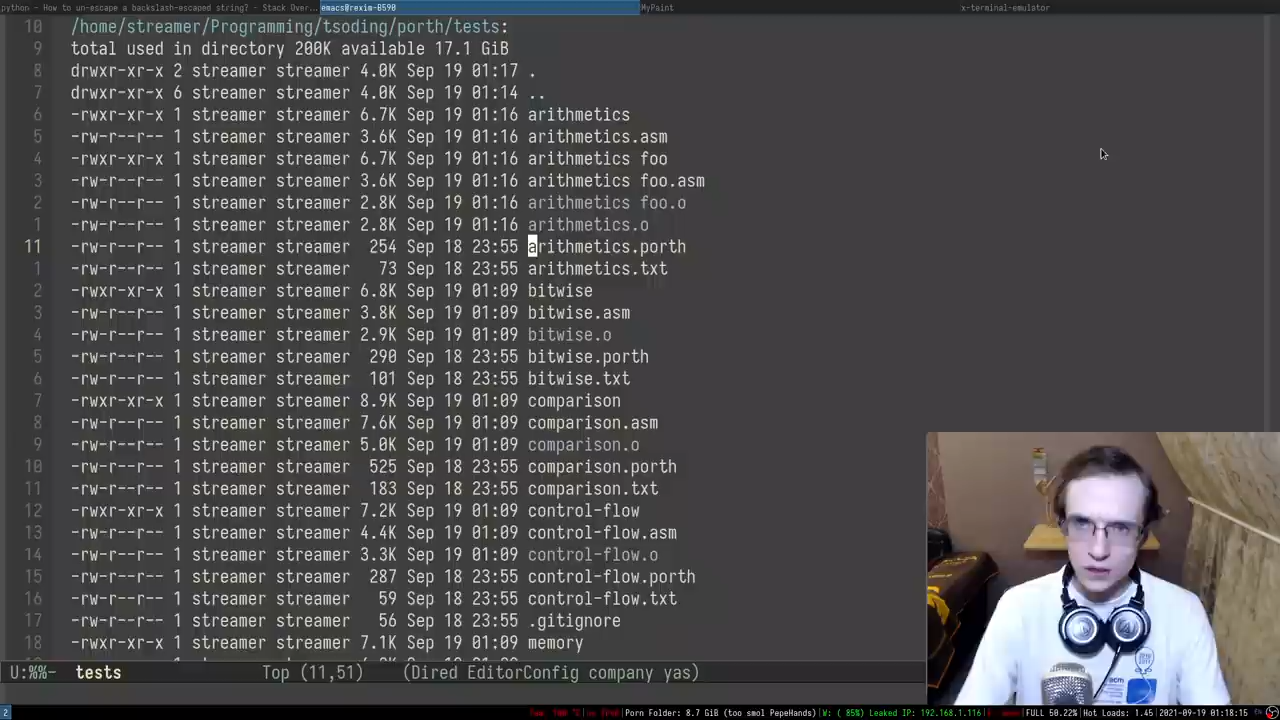 python - How to un-escape a backslash-escaped string? - Stack Over... emacs@rexim-B590 MyPaint x-terminal-emulator
10 /home/streamer/Programming/tsoding/porth/tests:
9 total used in directory 200K available 17.1 GiB
8 drwxr-xr-x 2 streamer streamer 4.0K Sep 19 01:17 .
7 drwxr-xr-x 6 streamer streamer 4.0K Sep 19 01:14 ..
6 -rwxr-xr-x 1 streamer streamer 6.7K Sep 19 01:16 arithmetics
5 -rw-r--r-- 1 streamer streamer 3.6K Sep 19 01:16 arithmetics.asm
4 -rwxr-xr-x 1 streamer streamer 6.7K Sep 19 01:16 arithmetics foo
3 -rw-r--r-- 1 streamer streamer 3.6K Sep 19 01:16 arithmetics foo.asm
2 -rw-r--r-- 1 streamer streamer 2.8K Sep 19 01:16 arithmetics foo.o
1 -rw-r--r-- 1 streamer streamer 2.8K Sep 19 01:16 arithmetics.o
11 -rw-r--r-- 1 streamer streamer 254 Sep 18 23:55 arithmetics.porth
1 -rw-r--r-- 1 streamer streamer 73 Sep 18 23:55 arithmetics.txt
2 -rwxr-xr-x 1 streamer streamer 6.8K Sep 19 01:09 bitwise
3 -rw-r--r-- 1 streamer streamer 3.8K Sep 19 01:09 bitwise.asm
4 -rw-r--r-- 1 streamer streamer 2.9K Sep 19 01:09 bitwise.o
5 -rw-r--r-- 1 streamer streamer 290 Sep 18 23:55 bitwise.porth
6 -rw-r--r-- 1 streamer streamer 101 Sep 18 23:55 bitwise.txt
7 -rwxr-xr-x 1 streamer streamer 8.9K Sep 19 01:09 comparison
8 -rw-r--r-- 1 streamer streamer 7.6K Sep 19 01:09 comparison.asm
9 -rw-r--r-- 1 streamer streamer 5.0K Sep 19 01:09 comparison.o
10 -rw-r--r-- 1 streamer streamer 525 Sep 18 23:55 comparison.porth
11 -rw-r--r-- 1 streamer streamer 183 Sep 18 23:55 comparison.txt
12 -rwxr-xr-x 1 streamer streamer 7.2K Sep 19 01:09 control-flow
13 -rw-r--r-- 1 streamer streamer 4.4K Sep 19 01:09 control-flow.asm
14 -rw-r--r-- 1 streamer streamer 3.3K Sep 19 01:09 control-flow.o
15 -rw-r--r-- 1 streamer streamer 287 Sep 18 23:55 control-flow.porth
16 -rw-r--r-- 1 streamer streamer 59 Sep 18 23:55 control-flow.txt
17 -rw-r--r-- 1 streamer streamer 56 Sep 18 23:55 .gitignore
18 -rwxr-xr-x 1 streamer streamer 7.1K Sep 19 01:09 memory
U:%%- tests Top (11,51) (Dired EditorConfig company yas)
2 Porn Folder: 8.7 GiB (too smol PepeHands) W: ( 85%) Leaked IP: 192.168.1.116 FULL 50.22% Hot Loads: 1.45 2021-09-19 01:18:15 EN